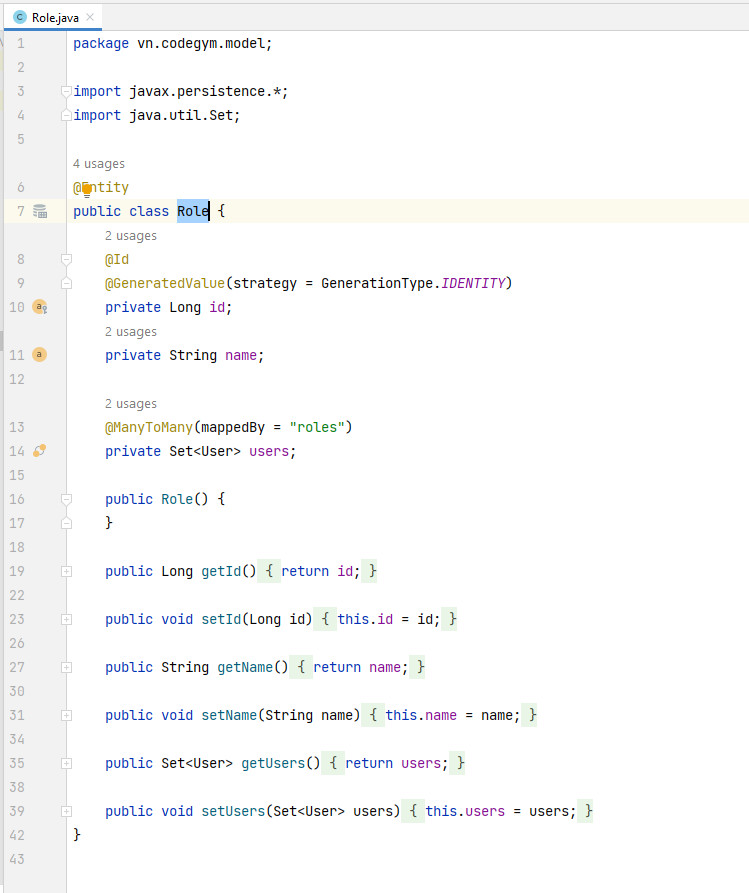 Role.java
1 package vn.codegym.model;
2
3 import javax.persistence.*;
4 import java.util.Set;
5
4 usages
6 @Entity
7 public class Role {
2 usages
8 @Id
9 @GeneratedValue(strategy = GenerationType.IDENTITY)
10 private Long id;
2 usages
11 private String name;
12
2 usages
13 @ManyToMany(mappedBy = "roles")
14 private Set<User> users;
15
16 public Role() {
17 }
18
19 public Long getId() { return id; }
22
23 public void setId(Long id) { this.id = id; }
26
27 public String getName() { return name; }
30
31 public void setName(String name) { this.name = name; }
34
35 public Set<User> getUsers() { return users; }
38
39 public void setUsers(Set<User> users) { this.users = users; }
42 }
43